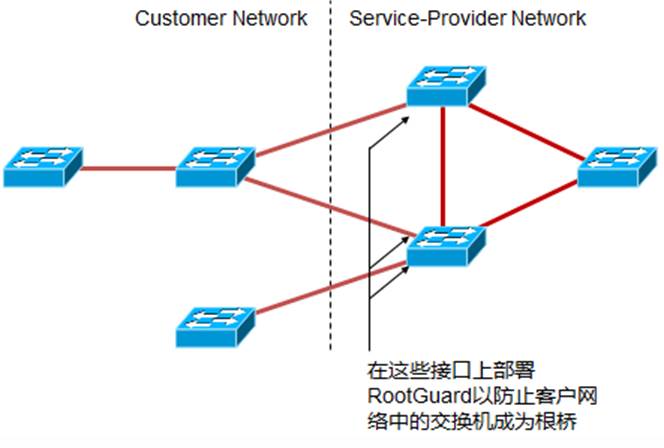 Customer Network
Service-Provider Network
在这些接口上部署
RootGuard以防止客户网
络中的交换机成为根桥